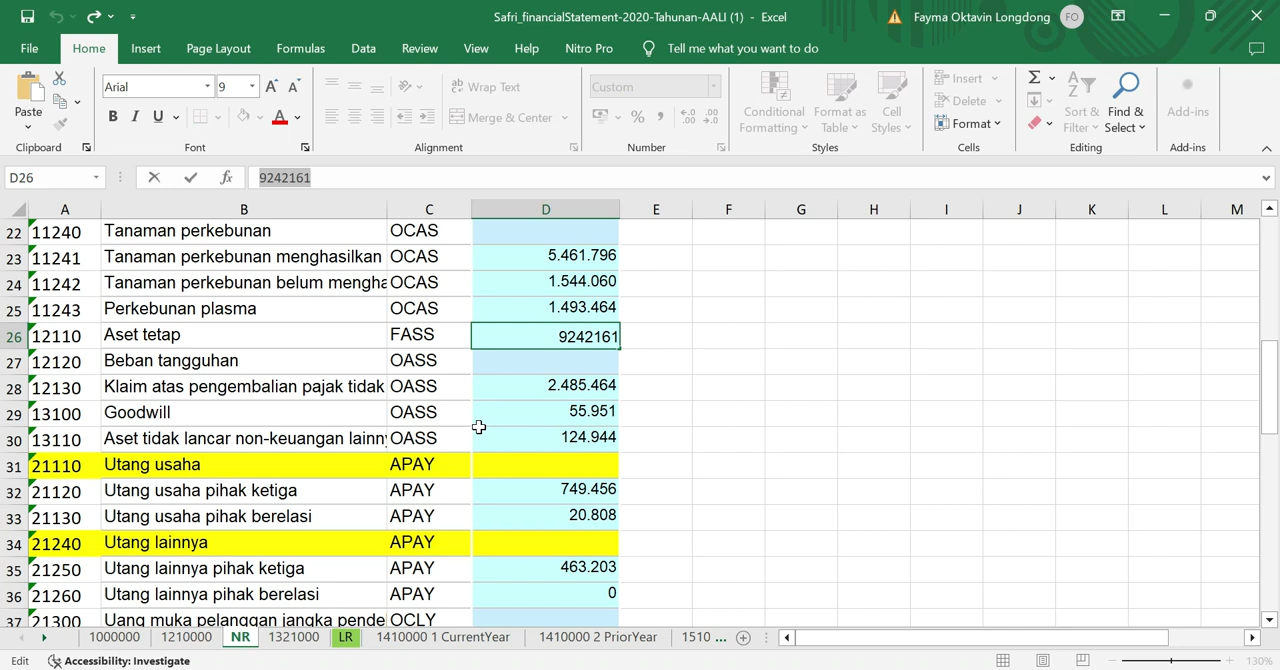 Safri_financialStatement-2020-Tahunan-AALI (1) - Excel
Fayma Oktavin Longdong FO
File Home Insert Page Layout Formulas Data Review View Help Nitro Pro Tell me what you want to do
Paste
Clipboard
Arial 9
B I U
Font
Wrap Text
Merge & Center
Alignment
Custom
Number
Conditional Formatting
Format as Table
Cell Styles
Styles
Insert
Delete
Format
Cells
Sort & Filter
Find & Select
Editing
Add-ins
Add-ins
D26 9242161
A B C D E F G H I J K L M
22 11240 Tanaman perkebunan OCAS
23 11241 Tanaman perkebunan menghasilkan OCAS 5.461.796
24 11242 Tanaman perkebunan belum mengha OCAS 1.544.060
25 11243 Perkebunan plasma OCAS 1.493.464
26 12110 Aset tetap FASS 9242161
27 12120 Beban tangguhan OASS
28 12130 Klaim atas pengembalian pajak tidak OASS 2.485.464
29 13100 Goodwill OASS 55.951
30 13110 Aset tidak lancar non-keuangan lainny OASS 124.944
31 21110 Utang usaha APAY
32 21120 Utang usaha pihak ketiga APAY 749.456
33 21130 Utang usaha pihak berelasi APAY 20.808
34 21240 Utang lainnya APAY
35 21250 Utang lainnya pihak ketiga APAY 463.203
36 21260 Utang lainnya pihak berelasi APAY 0
37 21300 Uang muka pelanggan jangka pende OCLY
1000000 1210000 NR 1321000 LR 1410000 1 CurrentYear 1410000 2 PriorYear 1510 ...
Edit Accessibility: Investigate 130%